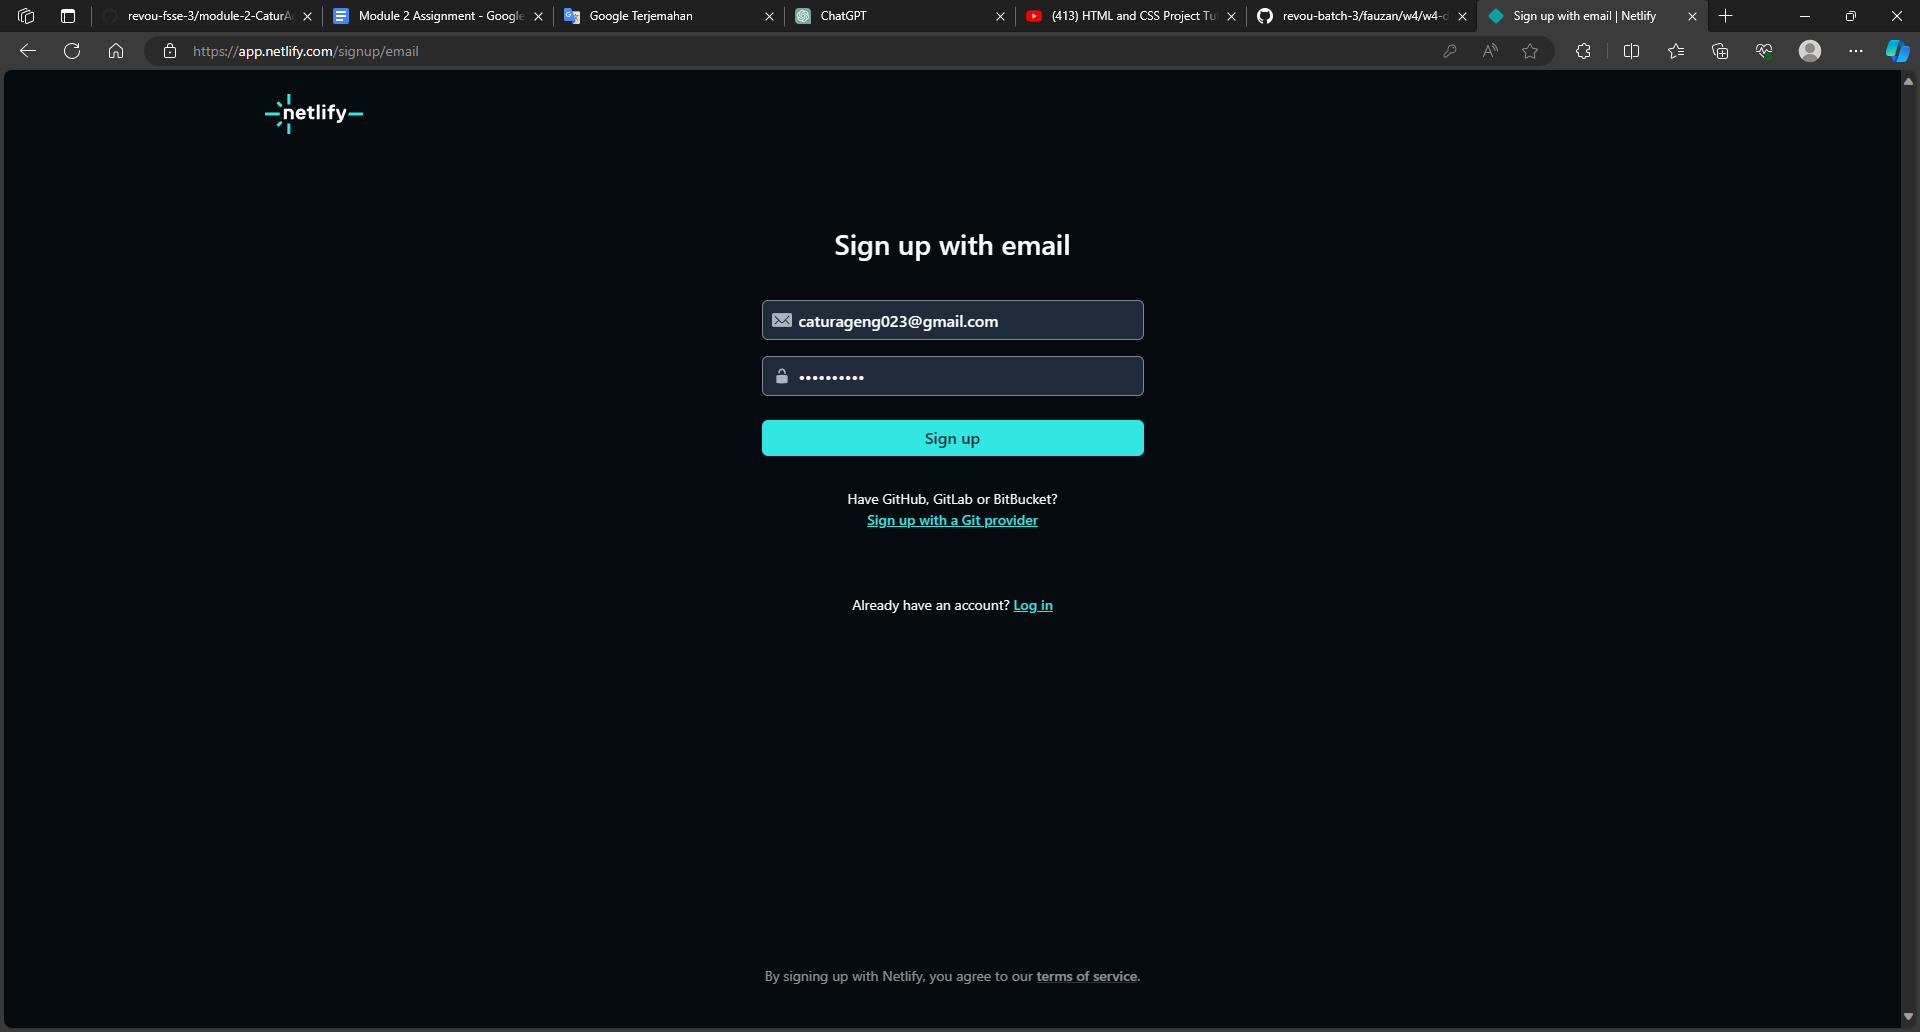 revou-fsse-3/module-2-CaturA
Module 2 Assignment - Google
Google Terjemahan
ChatGPT
(413) HTML and CSS Project Tu
revou-batch-3/fauzan/w4/w4-d
Sign up with email | Netlify
https://app.netlify.com/signup/email
netlify
Sign up with email
caturageng023@gmail.com
••••••••••
Sign up
Have GitHub, GitLab or BitBucket?
Sign up with a Git provider
Already have an account? Log in
By signing up with Netlify, you agree to our terms of service.